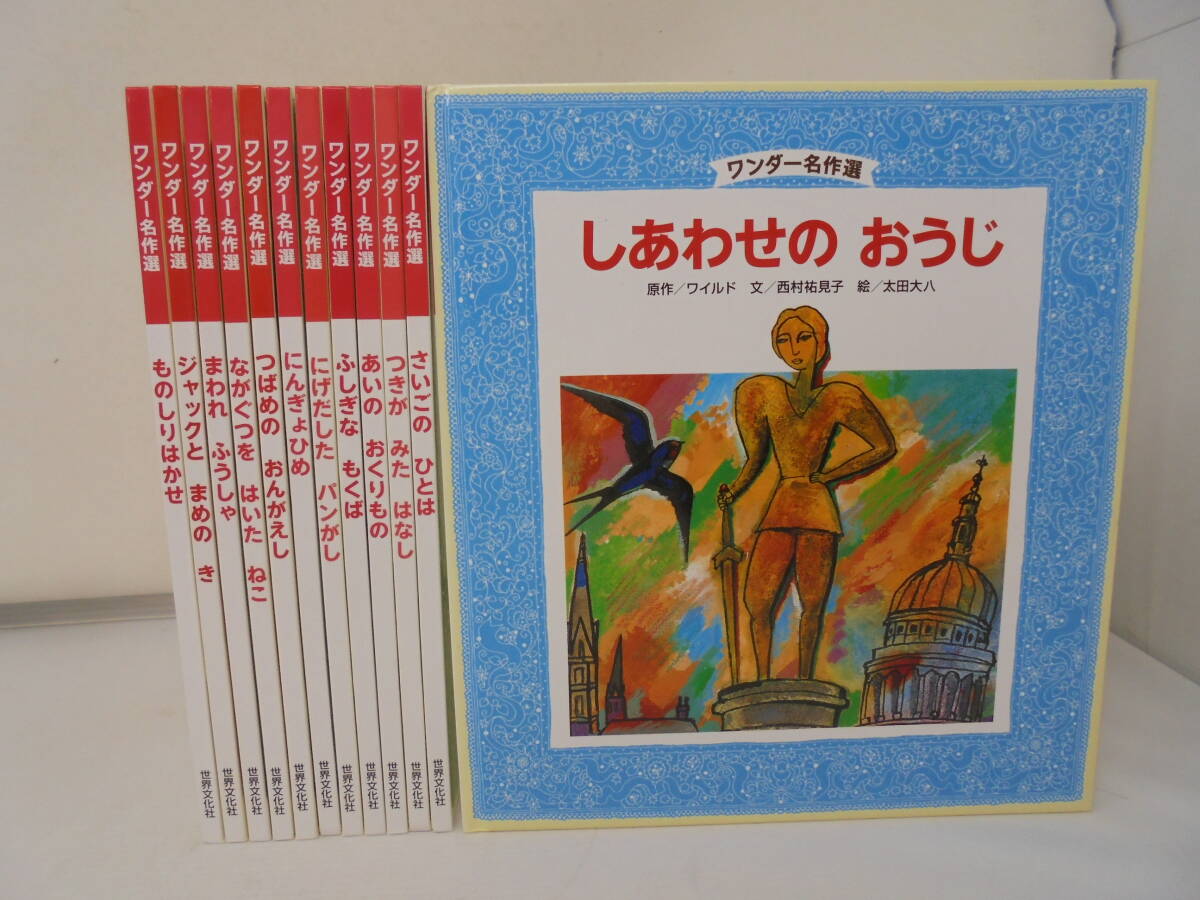 ワンダー名作選
ものしりはかせ
世界文化社
ワンダー名作選
ジャックと まめの き
世界文化社
ワンダー名作選
まわれ ふうしゃ
世界文化社
ワンダー名作選
ながぐつを はいた ねこ
世界文化社
ワンダー名作選
つばめの おんがえし
世界文化社
ワンダー名作選
にんぎょひめ
世界文化社
ワンダー名作選
にげだした パンがし
世界文化社
ワンダー名作選
ふしぎな もくば
世界文化社
ワンダー名作選
あいの おくりもの
世界文化社
ワンダー名作選
つきが みた はなし
世界文化社
ワンダー名作選
さいごの ひとは
世界文化社
ワンダー名作選
しあわせの おうじ
原作／ワイルド 文／西村祐見子 絵／太田大八